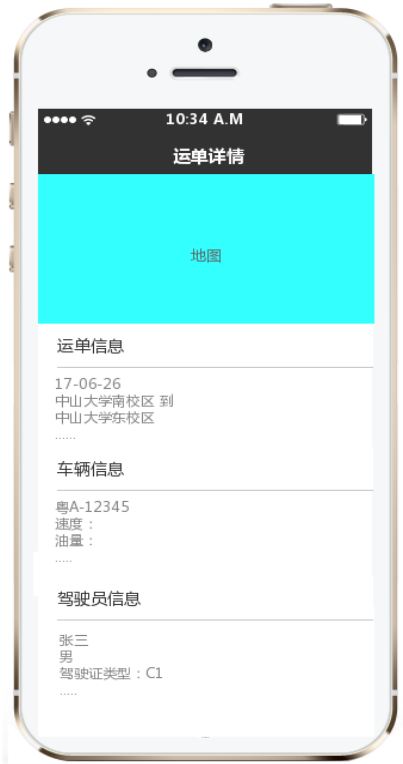 10:34 A.M
运单详情
地图
运单信息
17-06-26
中山大学南校区 到
中山大学东校区
......
车辆信息
粤A-12345
速度：
油量：
.....
驾驶员信息
张三
男
驾驶证类型：C1
.....